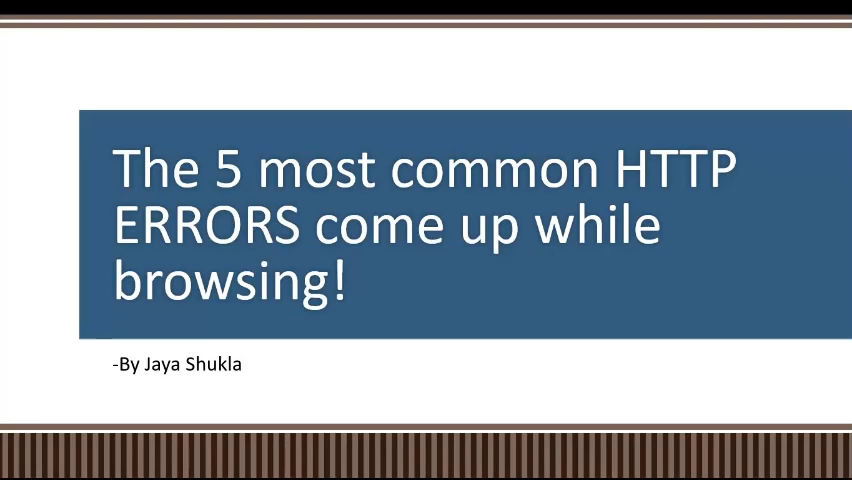 The 5 most common HTTP
ERRORS come up while
browsing!
-By Jaya Shukla